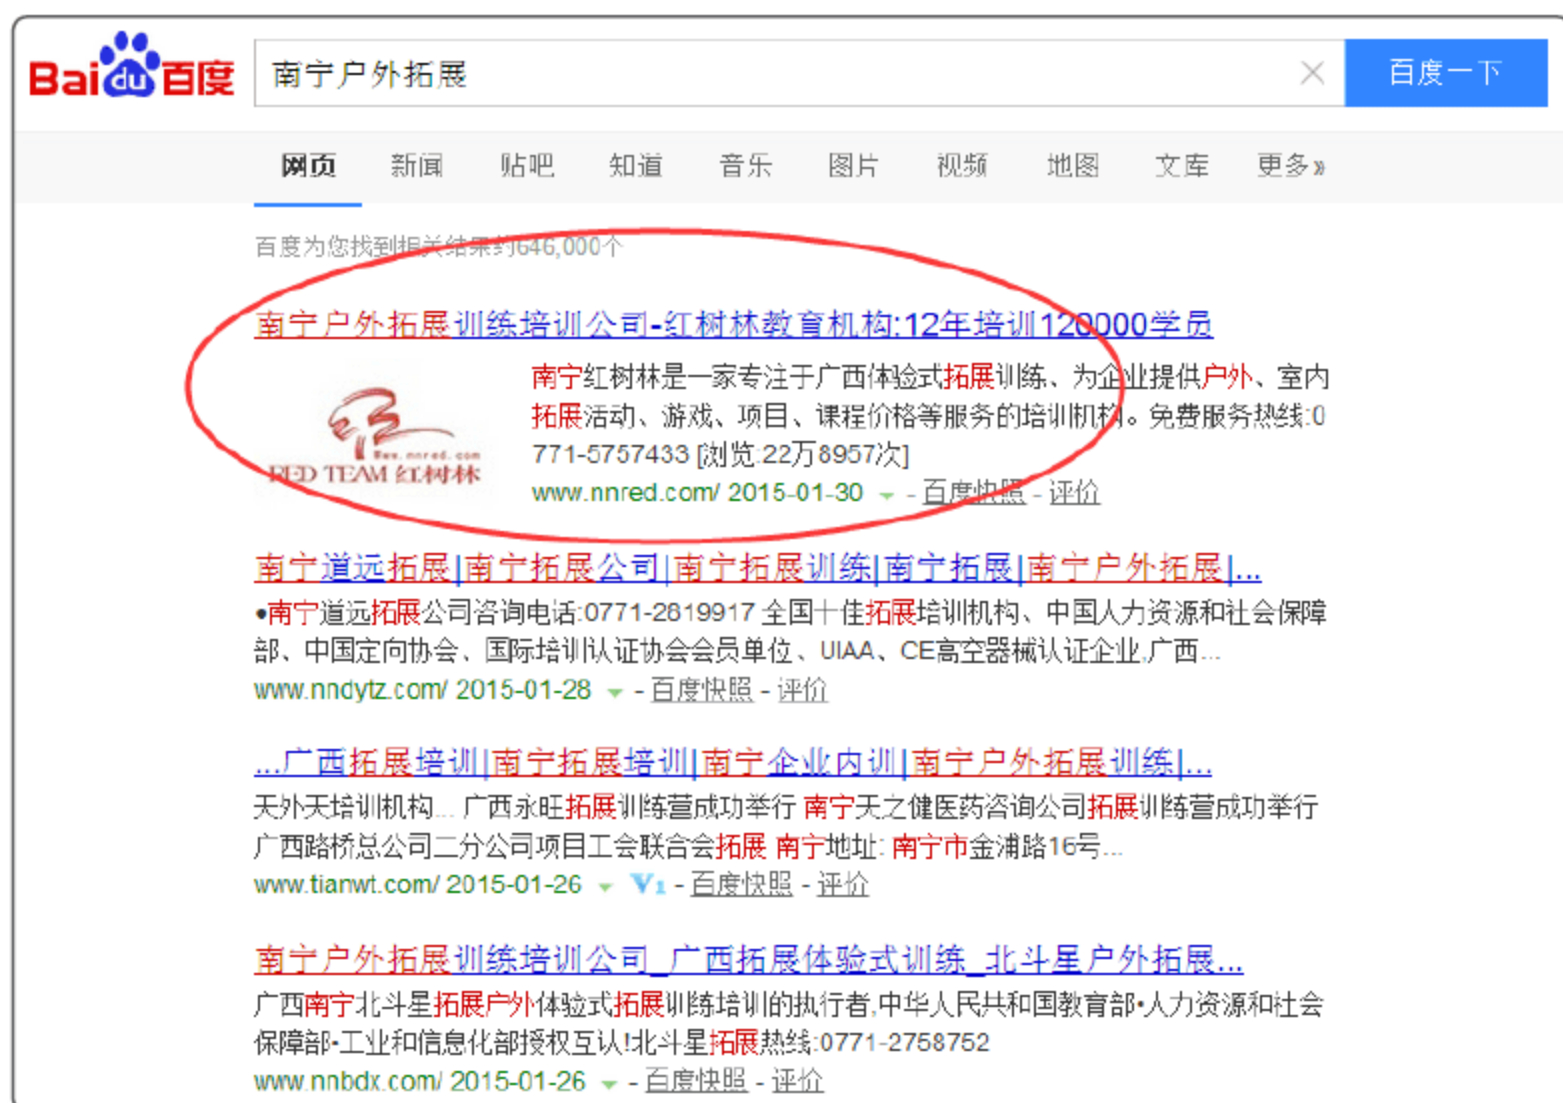 Bai du 百度
南宁户外拓展
百度一下
网页 新闻 贴吧 知道 音乐 图片 视频 地图 文库 更多»
百度为您找到相关结果约646,000个
南宁户外拓展训练培训公司-红树林教育机构:12年培训120000学员
南宁红树林是一家专注于广西体验式拓展训练、为企业提供户外、室内
拓展活动、游戏、项目、课程价格等服务的培训机构。免费服务热线:0
771-5757433 [浏览:22万8957次]
www.nnred.com/ 2015-01-30 - 百度快照 - 评价
Www.nnred.com
RED TEAM 红树林
南宁道远拓展|南宁拓展公司|南宁拓展训练|南宁拓展|南宁户外拓展|...
●南宁道远拓展公司咨询电话:0771-2819917 全国十佳拓展培训机构、中国人力资源和社会保障
部、中国定向协会、国际培训认证协会会员单位、UIAA、CE高空器械认证企业,广西...
www.nndytz.com/ 2015-01-28 - 百度快照 - 评价
...广西拓展培训|南宁拓展培训|南宁企业内训|南宁户外拓展训练|...
天外天培训机构... 广西永旺拓展训练营成功举行 南宁天之健医药咨询公司拓展训练营成功举行
广西路桥总公司二分公司项目工会联合会拓展 南宁地址: 南宁市金浦路16号...
www.tianwt.com/ 2015-01-26 V1 - 百度快照 - 评价
南宁户外拓展训练培训公司_广西拓展体验式训练_北斗星户外拓展...
广西南宁北斗星拓展户外体验式拓展训练培训的执行者,中华人民共和国教育部•人力资源和社会
保障部•工业和信息化部授权互认!北斗星拓展热线:0771-2758752
www.nnbdx.com/ 2015-01-26 - 百度快照 - 评价